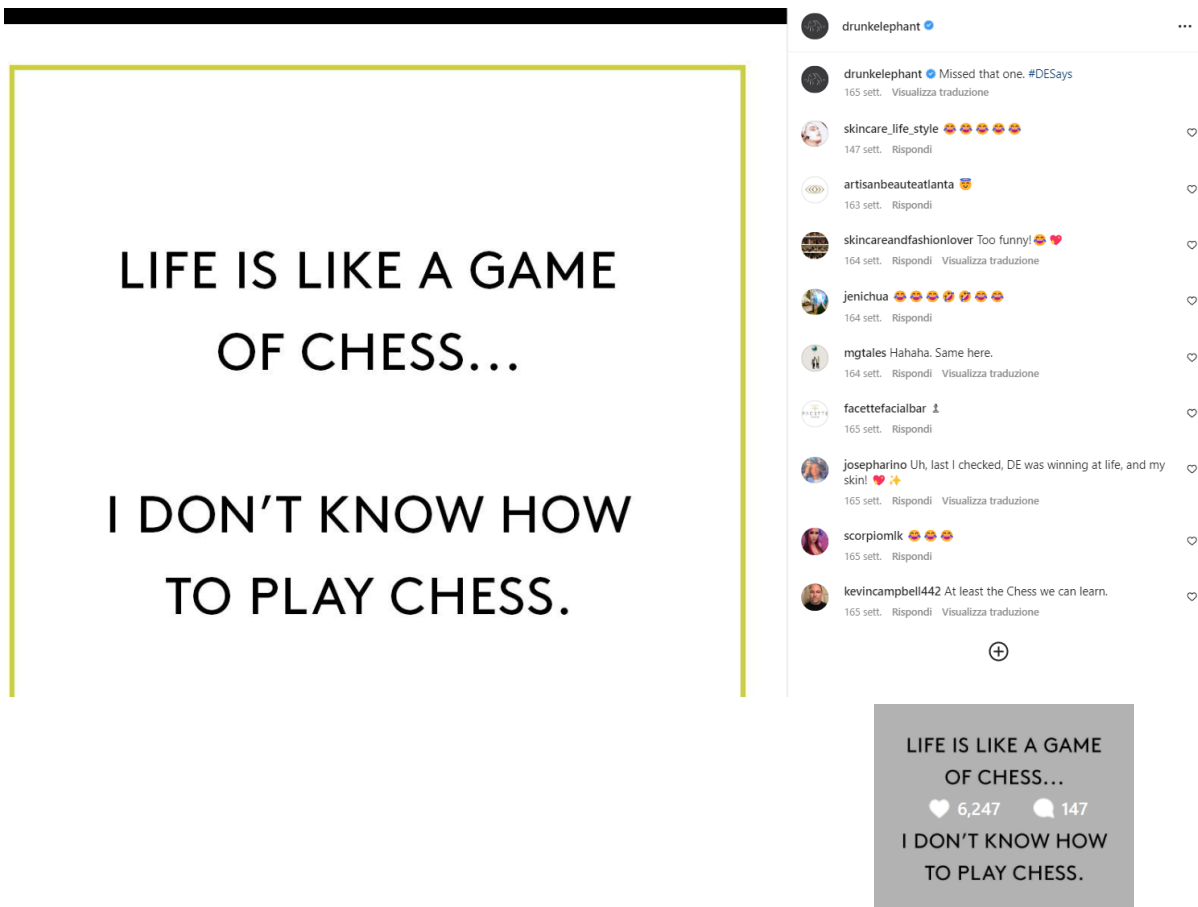 LIFE IS LIKE A GAME
OF CHESS...
I DON'T KNOW HOW
TO PLAY CHESS.
drunkelephant
drunkelephant Missed that one. #DESays
165 sett. Visualizza traduzione
skincare_life_style 😂😂😂😂😂
147 sett. Rispondi
artisanbeauteatlanta 😇
163 sett. Rispondi
skincareandfashionlover Too funny!😂💖
164 sett. Rispondi Visualizza traduzione
jenichua 😂😂😂🤣🤣😂😂
164 sett. Rispondi
mgtales Hahaha. Same here.
164 sett. Rispondi Visualizza traduzione
facettefacialbar
165 sett. Rispondi
josepharino Uh, last I checked, DE was winning at life, and my
skin! 💖✨
165 sett. Rispondi Visualizza traduzione
scorpiomlk 😂😂😂
165 sett. Rispondi
kevincampbell442 At least the Chess we can learn.
165 sett. Rispondi Visualizza traduzione
LIFE IS LIKE A GAME
OF CHESS...
6,247 147
I DON'T KNOW HOW
TO PLAY CHESS.